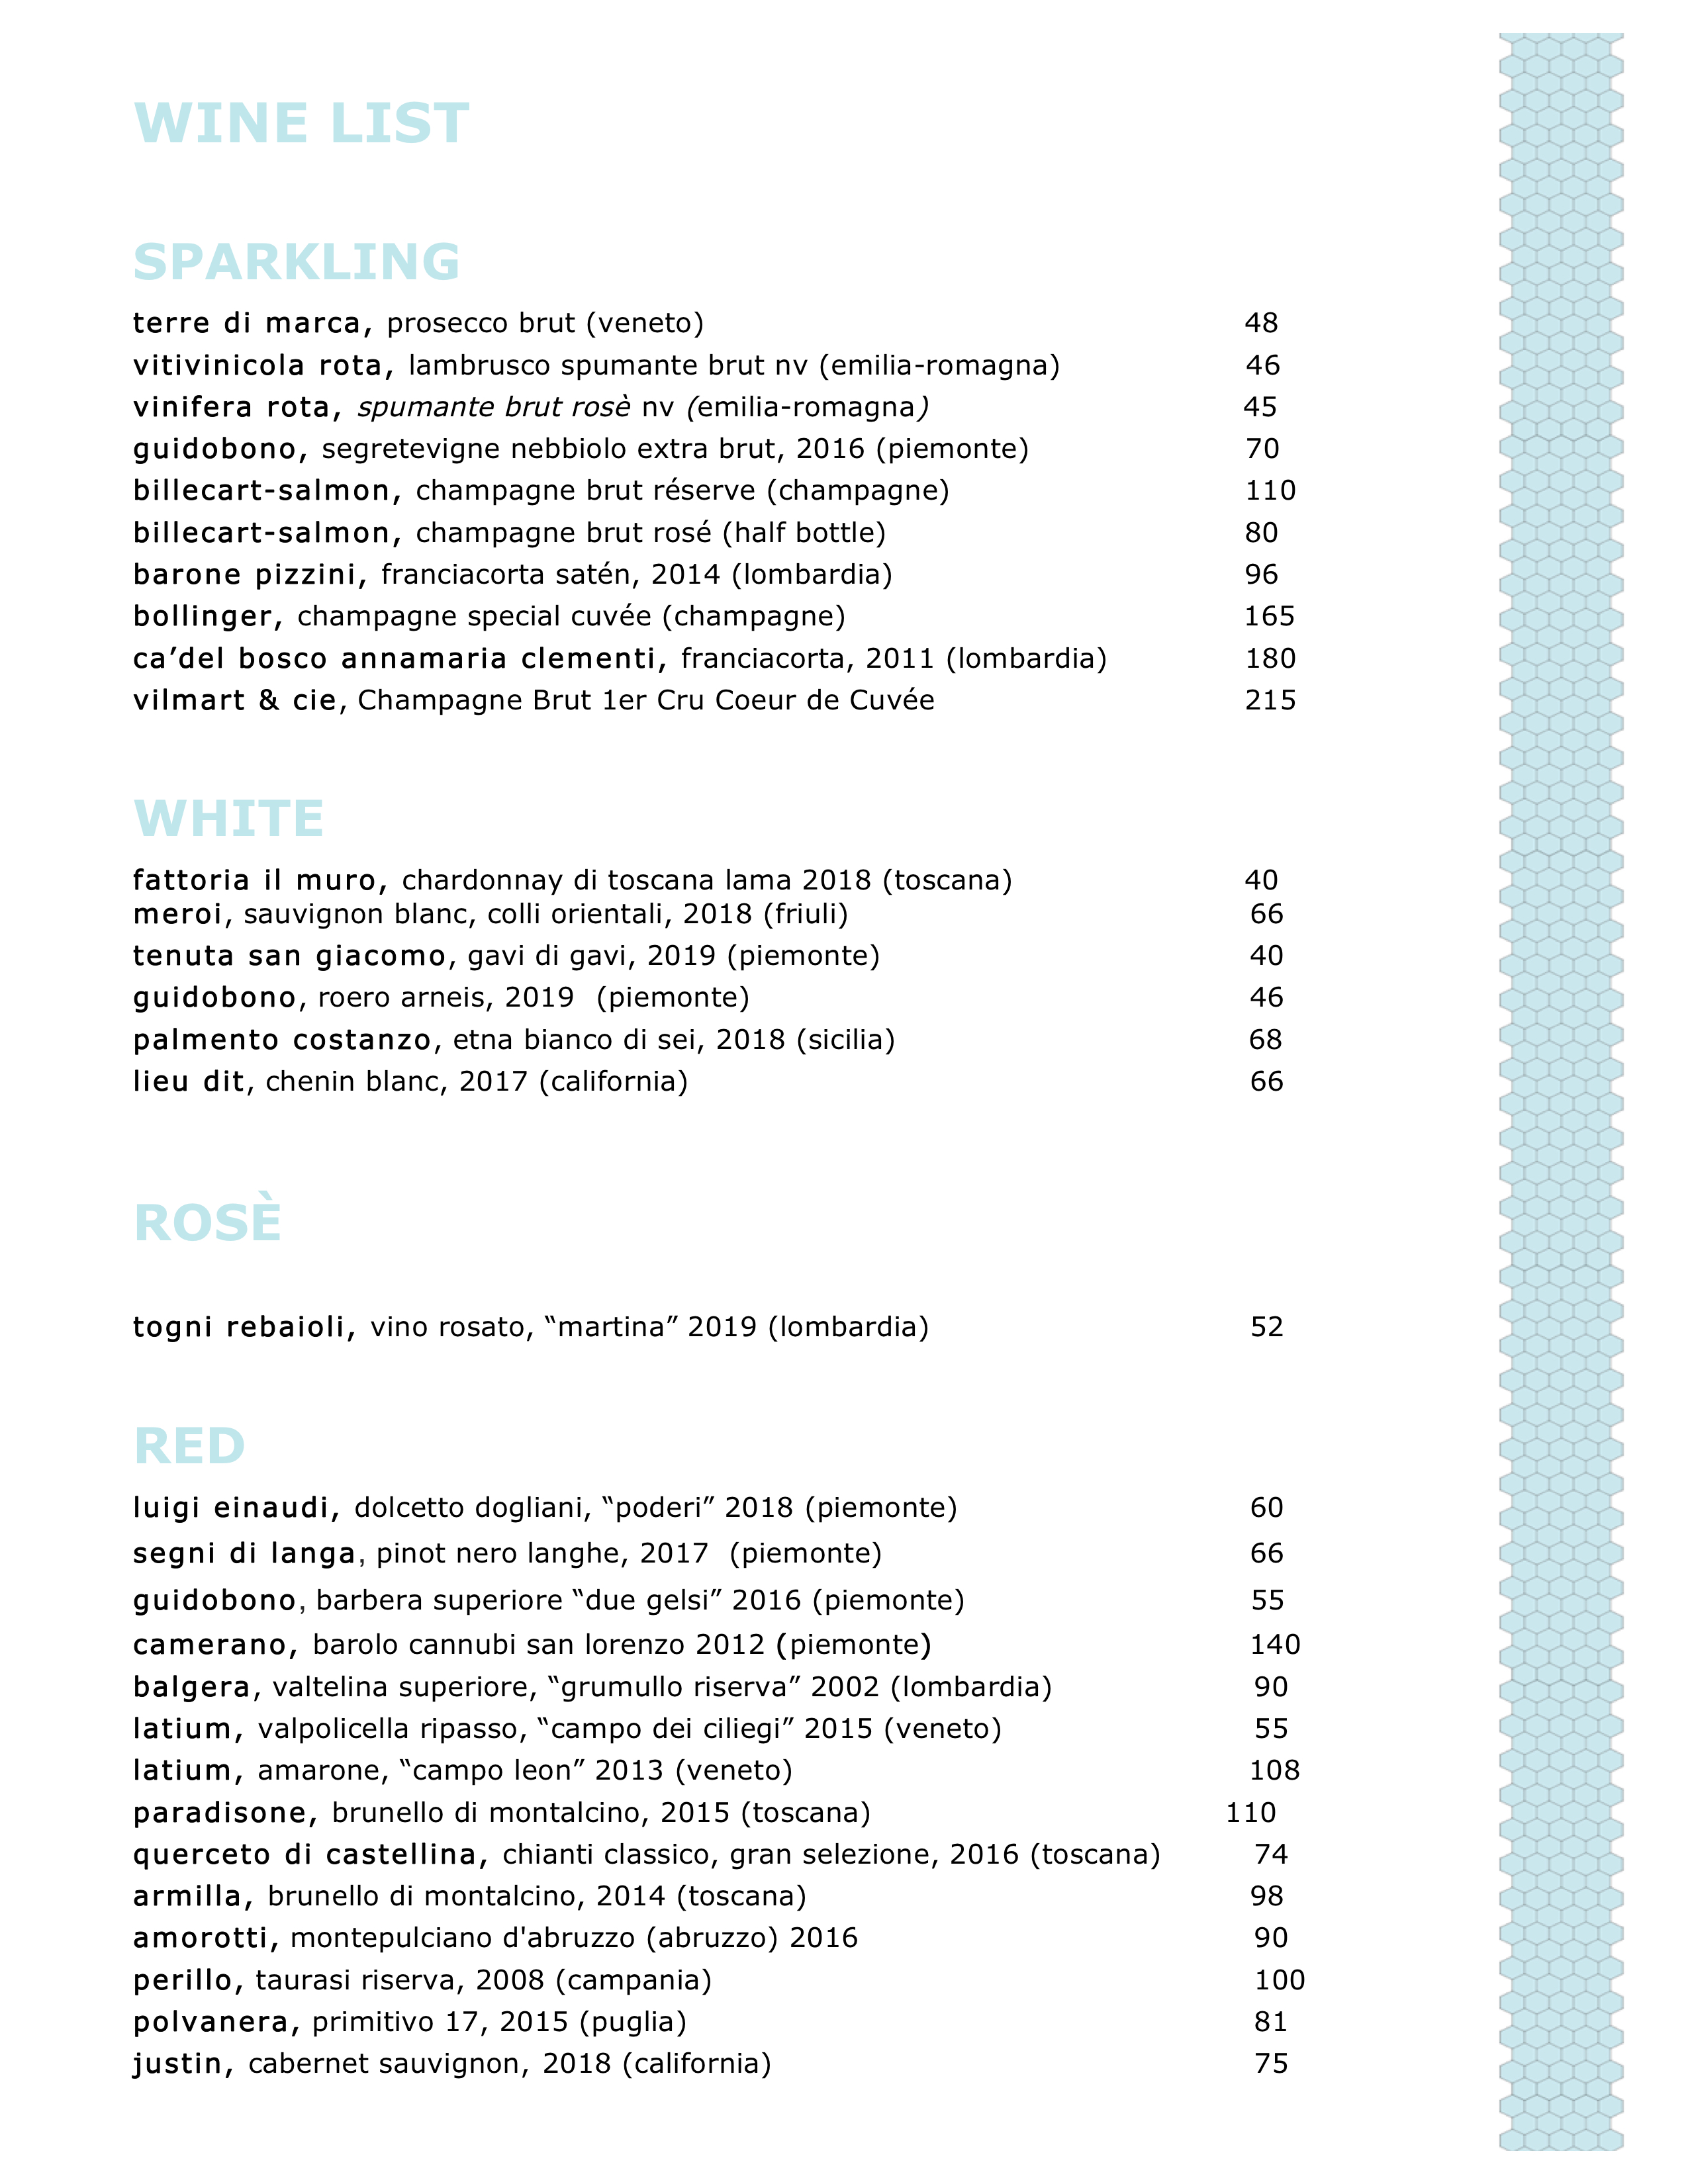 WINE LIST
SPARKLING
terre di marca, prosecco brut (veneto) 48
vitivinicola rota, lambrusco spumante brut nv (emilia-romagna) 46
vinifera rota, spumante brut rosè nv (emilia-romagna) 45
guidobono, segretevigne nebbiolo extra brut, 2016 (piemonte) 70
billecart-salmon, champagne brut réserve (champagne) 110
billecart-salmon, champagne brut rosé (half bottle) 80
barone pizzini, franciacorta satén, 2014 (lombardia) 96
bollinger, champagne special cuvée (champagne) 165
ca’del bosco annamaria clementi, franciacorta, 2011 (lombardia) 180
vilmart & cie, Champagne Brut 1er Cru Coeur de Cuvée 215
WHITE
fattoria il muro, chardonnay di toscana lama 2018 (toscana) 40
meroi, sauvignon blanc, colli orientali, 2018 (friuli) 66
tenuta san giacomo, gavi di gavi, 2019 (piemonte) 40
guidobono, roero arneis, 2019 (piemonte) 46
palmento costanzo, etna bianco di sei, 2018 (sicilia) 68
lieu dit, chenin blanc, 2017 (california) 66
ROSÈ
togni rebaioli, vino rosato, “martina” 2019 (lombardia) 52
RED
luigi einaudi, dolcetto dogliani, “poderi” 2018 (piemonte) 60
segni di langa, pinot nero langhe, 2017 (piemonte) 66
guidobono, barbera superiore “due gelsi” 2016 (piemonte) 55
camerano, barolo cannubi san lorenzo 2012 (piemonte) 140
balgera, valtelina superiore, “grumullo riserva” 2002 (lombardia) 90
latium, valpolicella ripasso, “campo dei ciliegi” 2015 (veneto) 55
latium, amarone, “campo leon” 2013 (veneto) 108
paradisone, brunello di montalcino, 2015 (toscana) 110
querceto di castellina, chianti classico, gran selezione, 2016 (toscana) 74
armilla, brunello di montalcino, 2014 (toscana) 98
amorotti, montepulciano d'abruzzo (abruzzo) 2016 90
perillo, taurasi riserva, 2008 (campania) 100
polvanera, primitivo 17, 2015 (puglia) 81
justin, cabernet sauvignon, 2018 (california) 75